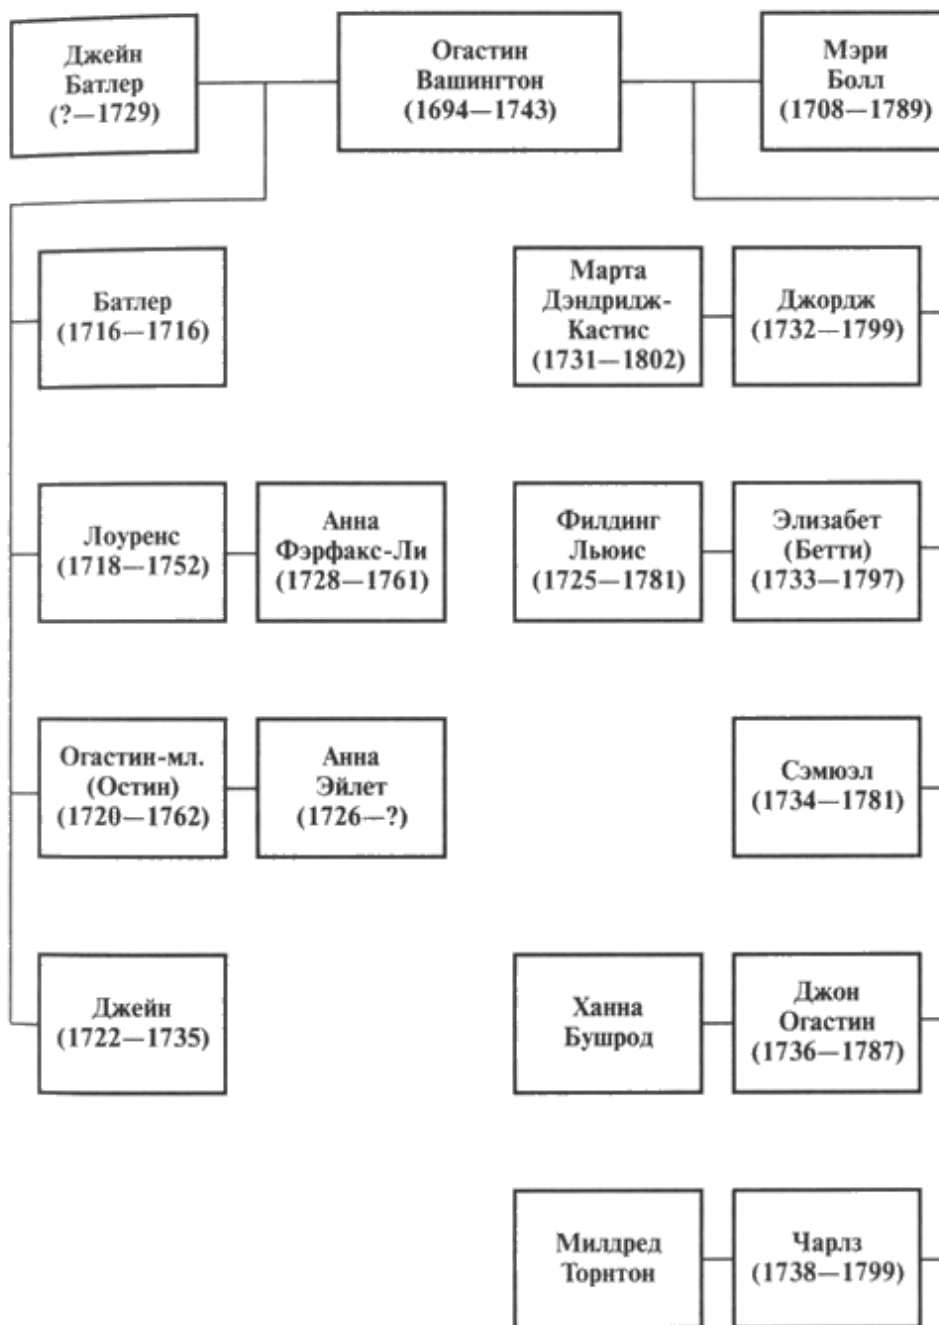 Джейн
Батлер
(?—1729)
Огастин
Вашингтон
(1694—1743)
Мэри
Болл
(1708—1789)
Батлер
(1716—1716)
Марта
Дэндридж-
Кастис
(1731—1802)
Джордж
(1732—1799)
Лоуренс
(1718—1752)
Анна
Фэрфакс-Ли
(1728—1761)
Филдинг
Льюис
(1725—1781)
Элизабет
(Бетти)
(1733—1797)
Огастин-мл.
(Остин)
(1720—1762)
Анна
Эйлет
(1726—?)
Сэмюэл
(1734—1781)
Джейн
(1722—1735)
Ханна
Бушрод
Джон
Огастин
(1736—1787)
Милдред
Торнтон
Чарлз
(1738—1799)